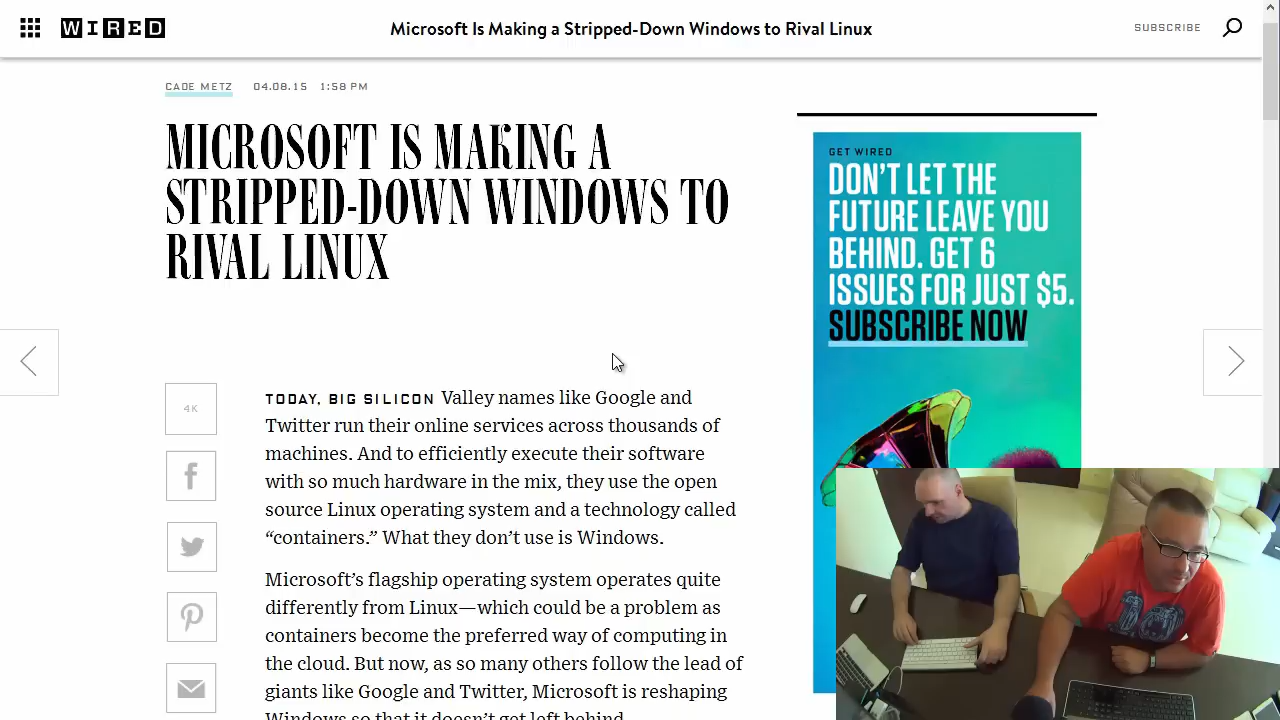 WIRED
Microsoft Is Making a Stripped-Down Windows to Rival Linux
SUBSCRIBE
CADE METZ 04.08.15 1:58 PM
MICROSOFT IS MAKING A
STRIPPED-DOWN WINDOWS TO
RIVAL LINUX
GET WIRED
DON'T LET THE
FUTURE LEAVE YOU
BEHIND. GET 6
ISSUES FOR JUST $5.
SUBSCRIBE NOW
4K
TODAY, BIG SILICON Valley names like Google and
Twitter run their online services across thousands of
machines. And to efficiently execute their software
with so much hardware in the mix, they use the open
source Linux operating system and a technology called
“containers.” What they don’t use is Windows.
Microsoft’s flagship operating system operates quite
differently from Linux—which could be a problem as
containers become the preferred way of computing in
the cloud. But now, as so many others follow the lead of
giants like Google and Twitter, Microsoft is reshaping
Windows so that it doesn’t get left behind.